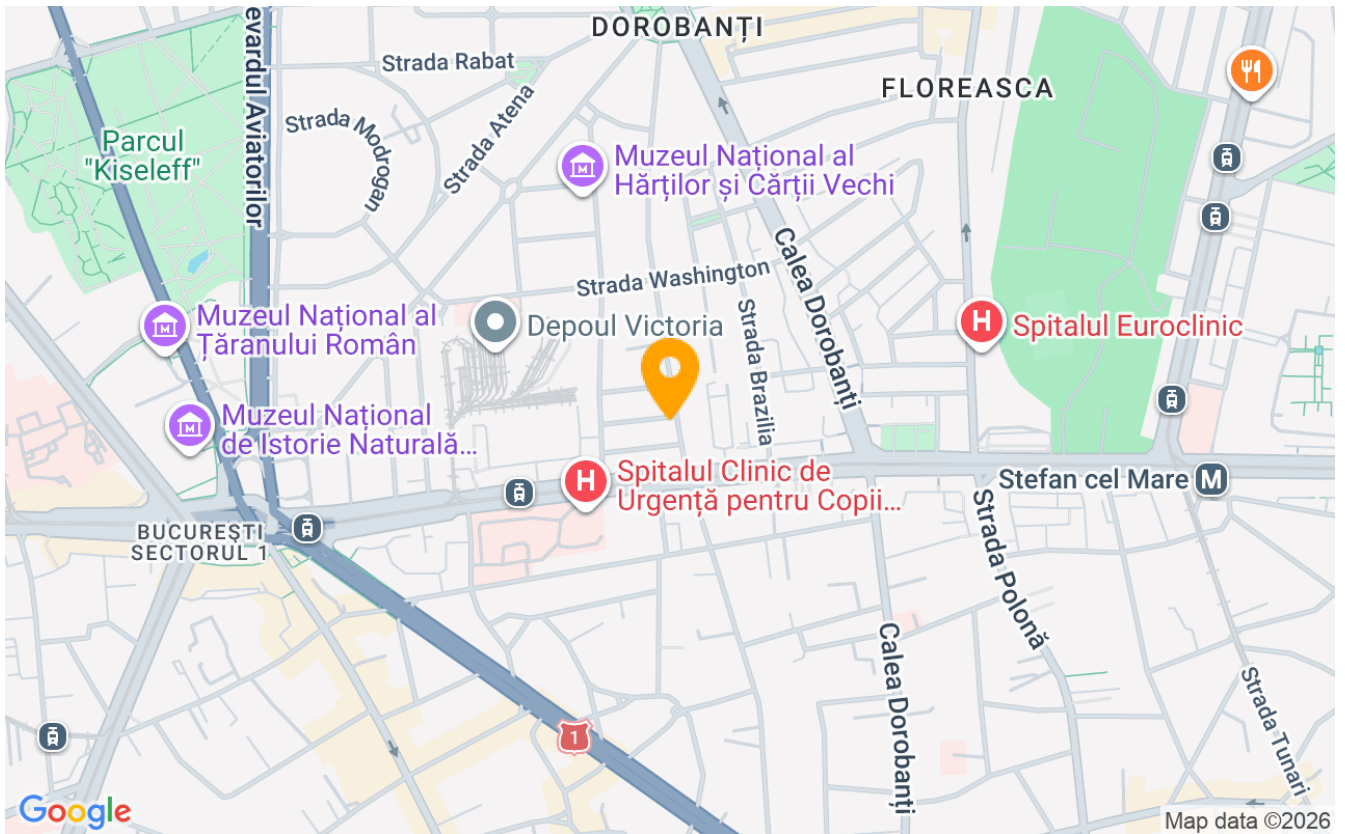 DOROBANȚI
Strada Rabat
evardul Aviatorilor
FLOREASCA
Strada Modrogan
Strada Atena
Parcul
"Kiseleff"
Muzeul Național al
Hărților și Cărții Vechi
Calea Dorobanți
Strada Washington
Strada Brazilia
Muzeul Național al
Țăranului Român
Depoul Victoria
H
Spitalul Euroclinic
Muzeul Național
de Istorie Naturală...
H
Spitalul Clinic de
Urgență pentru Copii...
Stefan cel Mare M
BUCUREȘTI
SECTORUL 1
Strada Polonă
Calea Dorobanți
Strada Tunari
1
Google
Map data ©2026